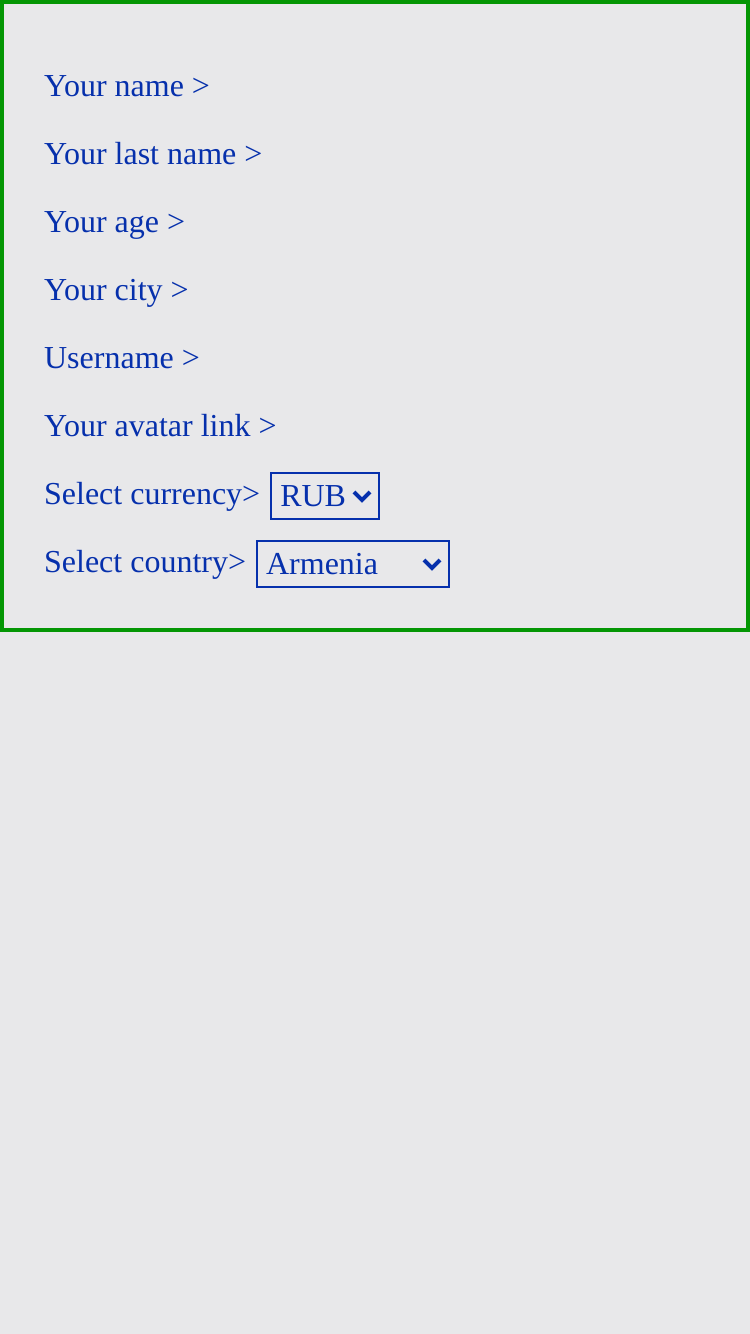 Your name >
Your last name >
Your age >
Your city >
Username >
Your avatar link >
Select currency> RUB
Select country> Armenia